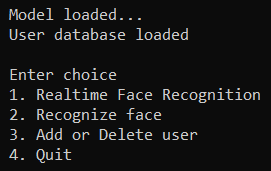 Model loaded...
User database loaded
Enter choice
1. Realtime Face Recognition
2. Recognize face
3. Add or Delete user
4. Quit